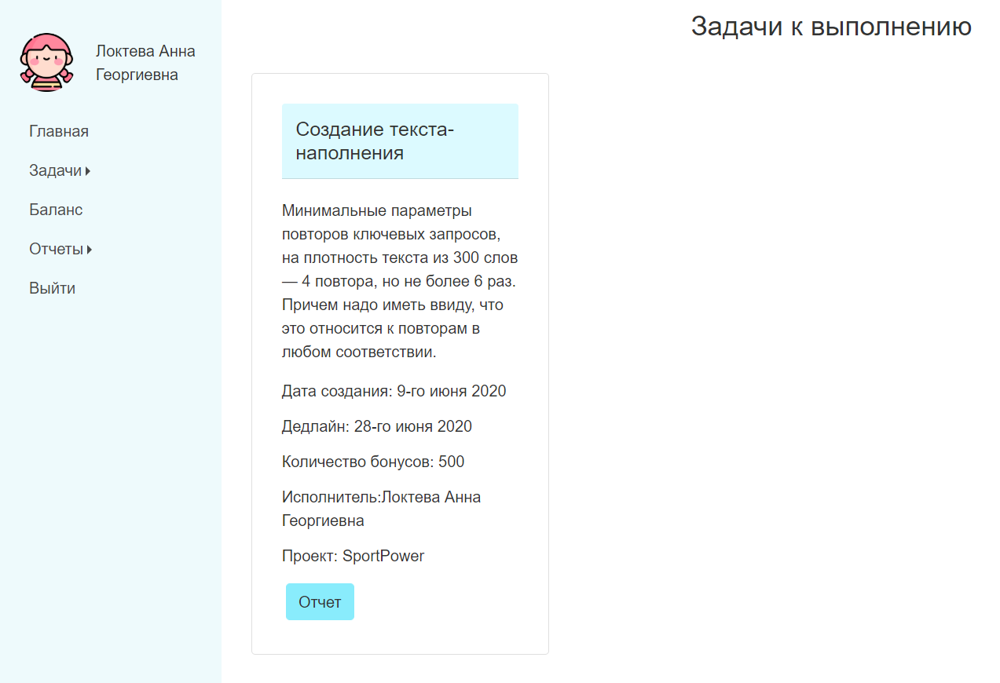 Локтева Анна
Георгиевна
Главная
Задачи
Баланс
Отчеты
Выйти
Задачи к выполнению
Создание текста-
наполнения
Минимальные параметры
повторов ключевых запросов,
на плотность текста из 300 слов
— 4 повтора, но не более 6 раз.
Причем надо иметь ввиду, что
это относится к повторам в
любом соответствии.
Дата создания: 9-го июня 2020
Дедлайн: 28-го июня 2020
Количество бонусов: 500
Исполнитель:Локтева Анна
Георгиевна
Проект: SportPower
Отчет